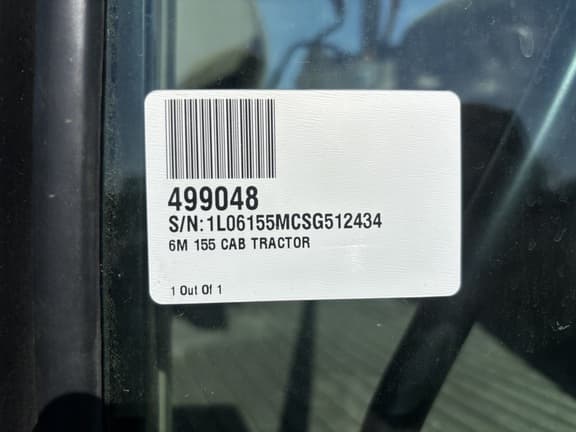 499048
S/N:1L06155MCSG512434
6M 155 CAB TRACTOR
1 Out Of 1